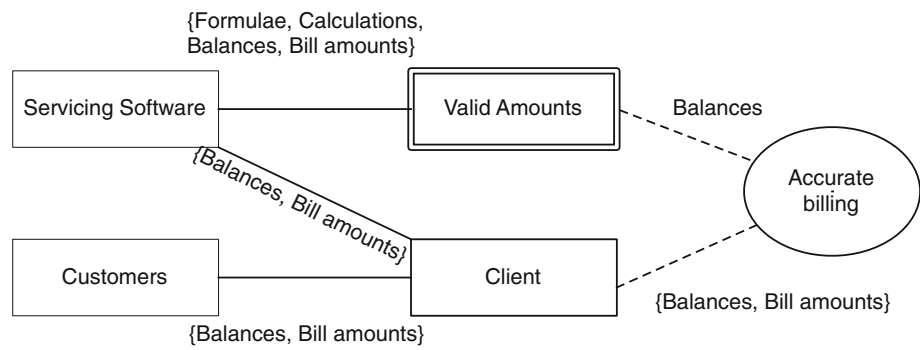 {Formulae, Calculations,
Balances, Bill amounts}
Servicing Software
Valid Amounts
Balances
{Balances, Bill amounts}
Accurate
billing
Customers
Client
{Balances, Bill amounts}
{Balances, Bill amounts}